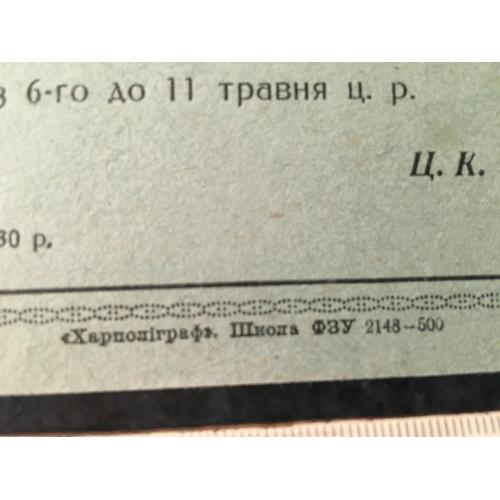 з 6-го до 11 травня ц. р.
Ц. К.
30 р.
«Харполіграф». Школа ФЗУ 2148—500